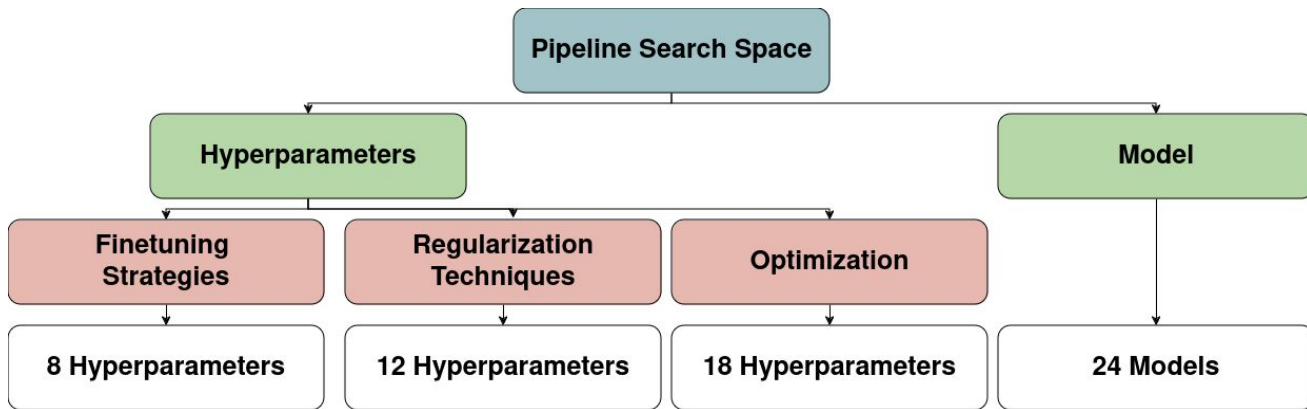 Pipeline Search Space
Hyperparameters
Model
Finetuning
Strategies
Regularization
Techniques
Optimization
8 Hyperparameters
12 Hyperparameters
18 Hyperparameters
24 Models